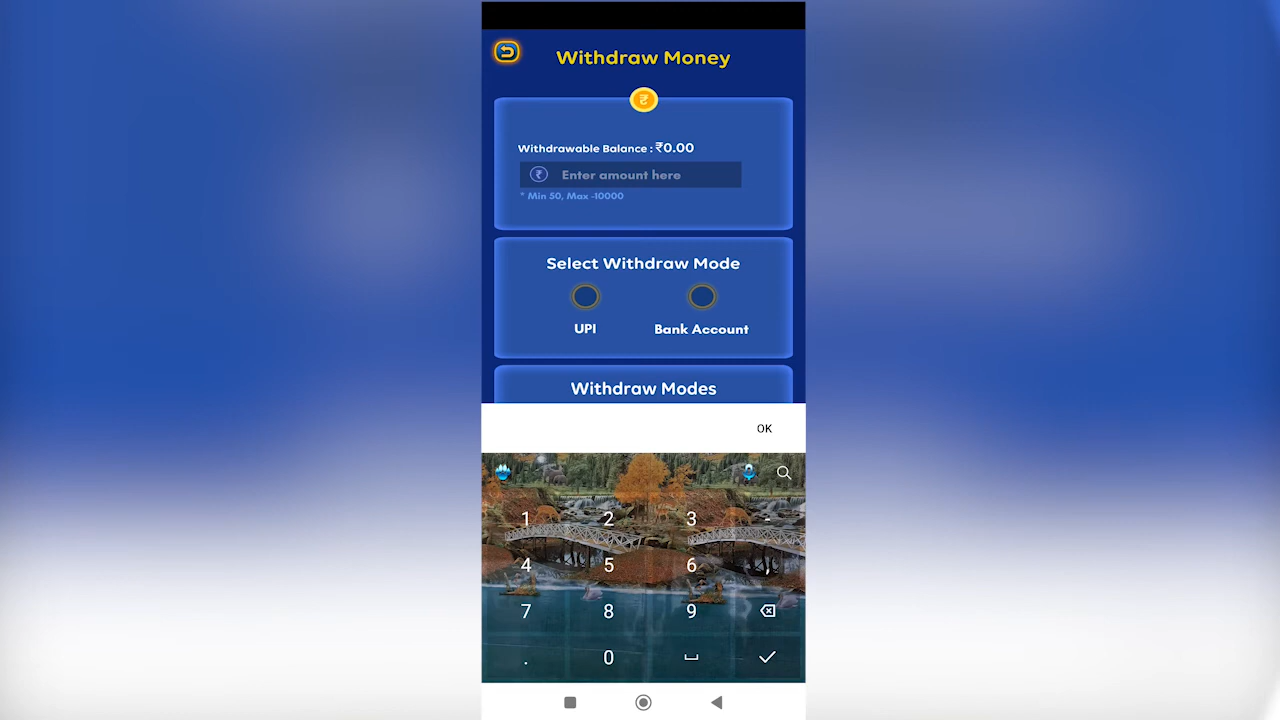 Withdraw Money
₹
Withdrawable Balance : ₹0.00
₹ Enter amount here
* Min 50, Max -10000
Select Withdraw Mode
UPI Bank Account
Withdraw Modes
OK
1 2 3 -
4 5 6 ,
7 8 9
. 0